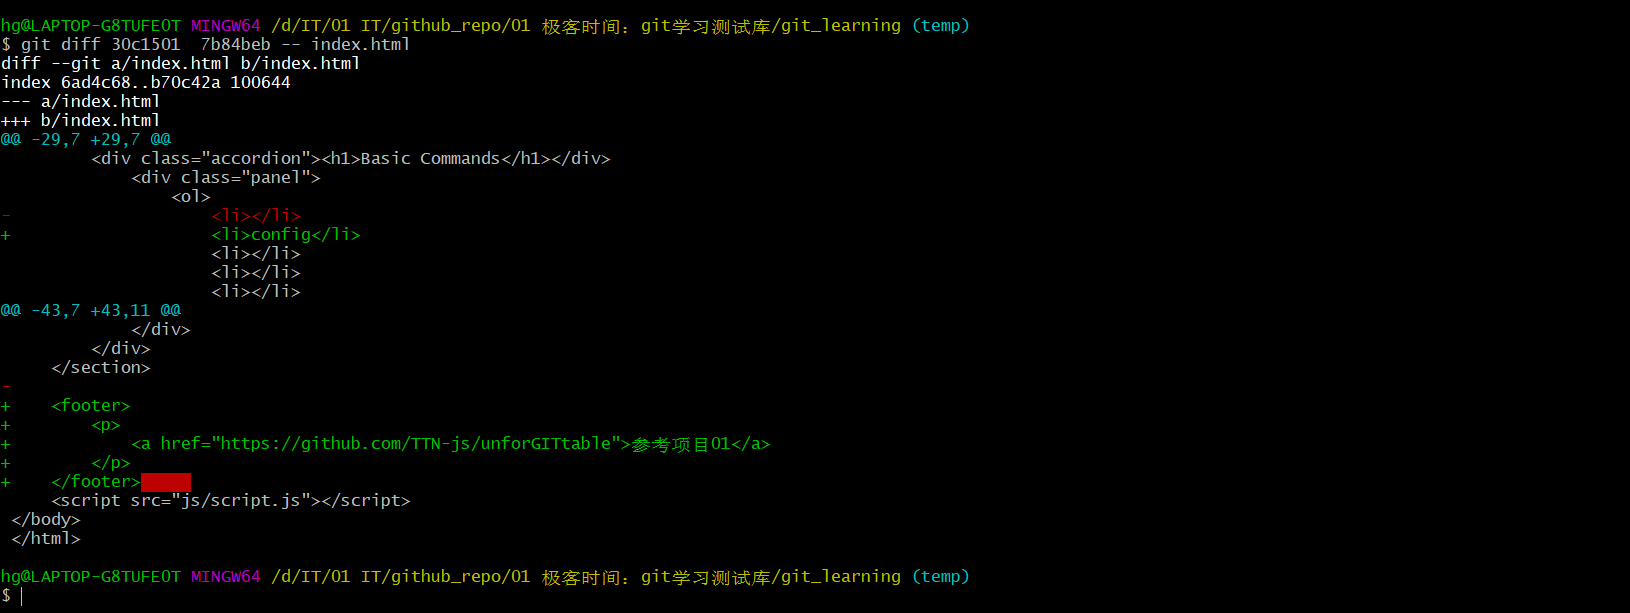 hg@LAPTOP-G8TUFE0T MINGW64 /d/IT/01 IT/github_repo/01 极客时间：git学习测试库/git_learning (temp)
$ git diff 30c1501  7b84beb -- index.html
diff --git a/index.html b/index.html
index 6ad4c68..b70c42a 100644
--- a/index.html
+++ b/index.html
@@ -29,7 +29,7 @@
         <div class="accordion"><h1>Basic Commands</h1></div>
             <div class="panel">
                 <ol>
-                    <li></li>
+                    <li>config</li>
                     <li></li>
                     <li></li>
                     <li></li>
@@ -43,7 +43,11 @@
             </div>
         </div>
     </section>
-
+    <footer>
+        <p>
+            <a href="https://github.com/TTN-js/unforGITtable">参考项目01</a>
+        </p>
+    </footer>
     <script src="js/script.js"></script>
 </body>
 </html>
hg@LAPTOP-G8TUFE0T MINGW64 /d/IT/01 IT/github_repo/01 极客时间：git学习测试库/git_learning (temp)
$